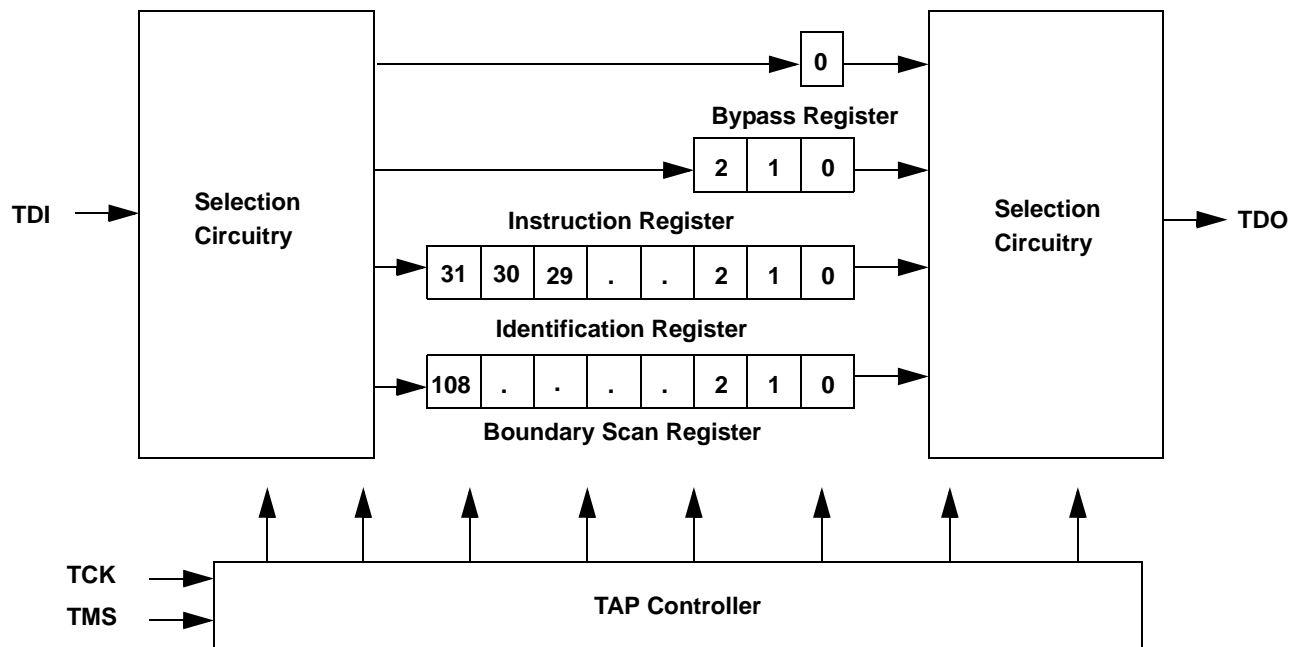 0
Bypass Register
2 1 0
TDI
Selection
Circuitry
Instruction Register
31 30 29 . . 2 1 0
Identification Register
108 . . . . 2 1 0
Boundary Scan Register
Selection
Circuitry
TDO
TCK
TMS
TAP Controller